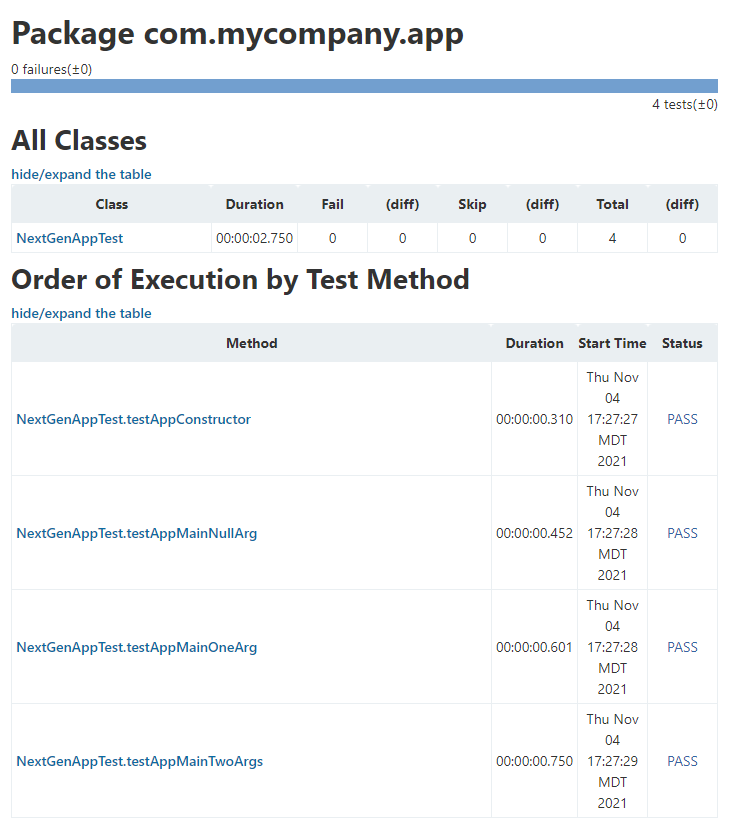 Package com.mycompany.app
0 failures(±0)
4 tests(±0)
All Classes
hide/expand the table
Class Duration Fail (diff) Skip (diff) Total (diff)
NextGenAppTest 00:00:02.750 0 0 0 0 4 0
Order of Execution by Test Method
hide/expand the table
Method Duration Start Time Status
Thu Nov
04
NextGenAppTest.testAppConstructor 00:00:00.310 17:27:27 PASS
MDT
2021
Thu Nov
04
NextGenAppTest.testAppMainNullArg 00:00:00.452 17:27:28 PASS
MDT
2021
Thu Nov
04
NextGenAppTest.testAppMainOneArg 00:00:00.601 17:27:28 PASS
MDT
2021
Thu Nov
04
NextGenAppTest.testAppMainTwoArgs 00:00:00.750 17:27:29 PASS
MDT
2021